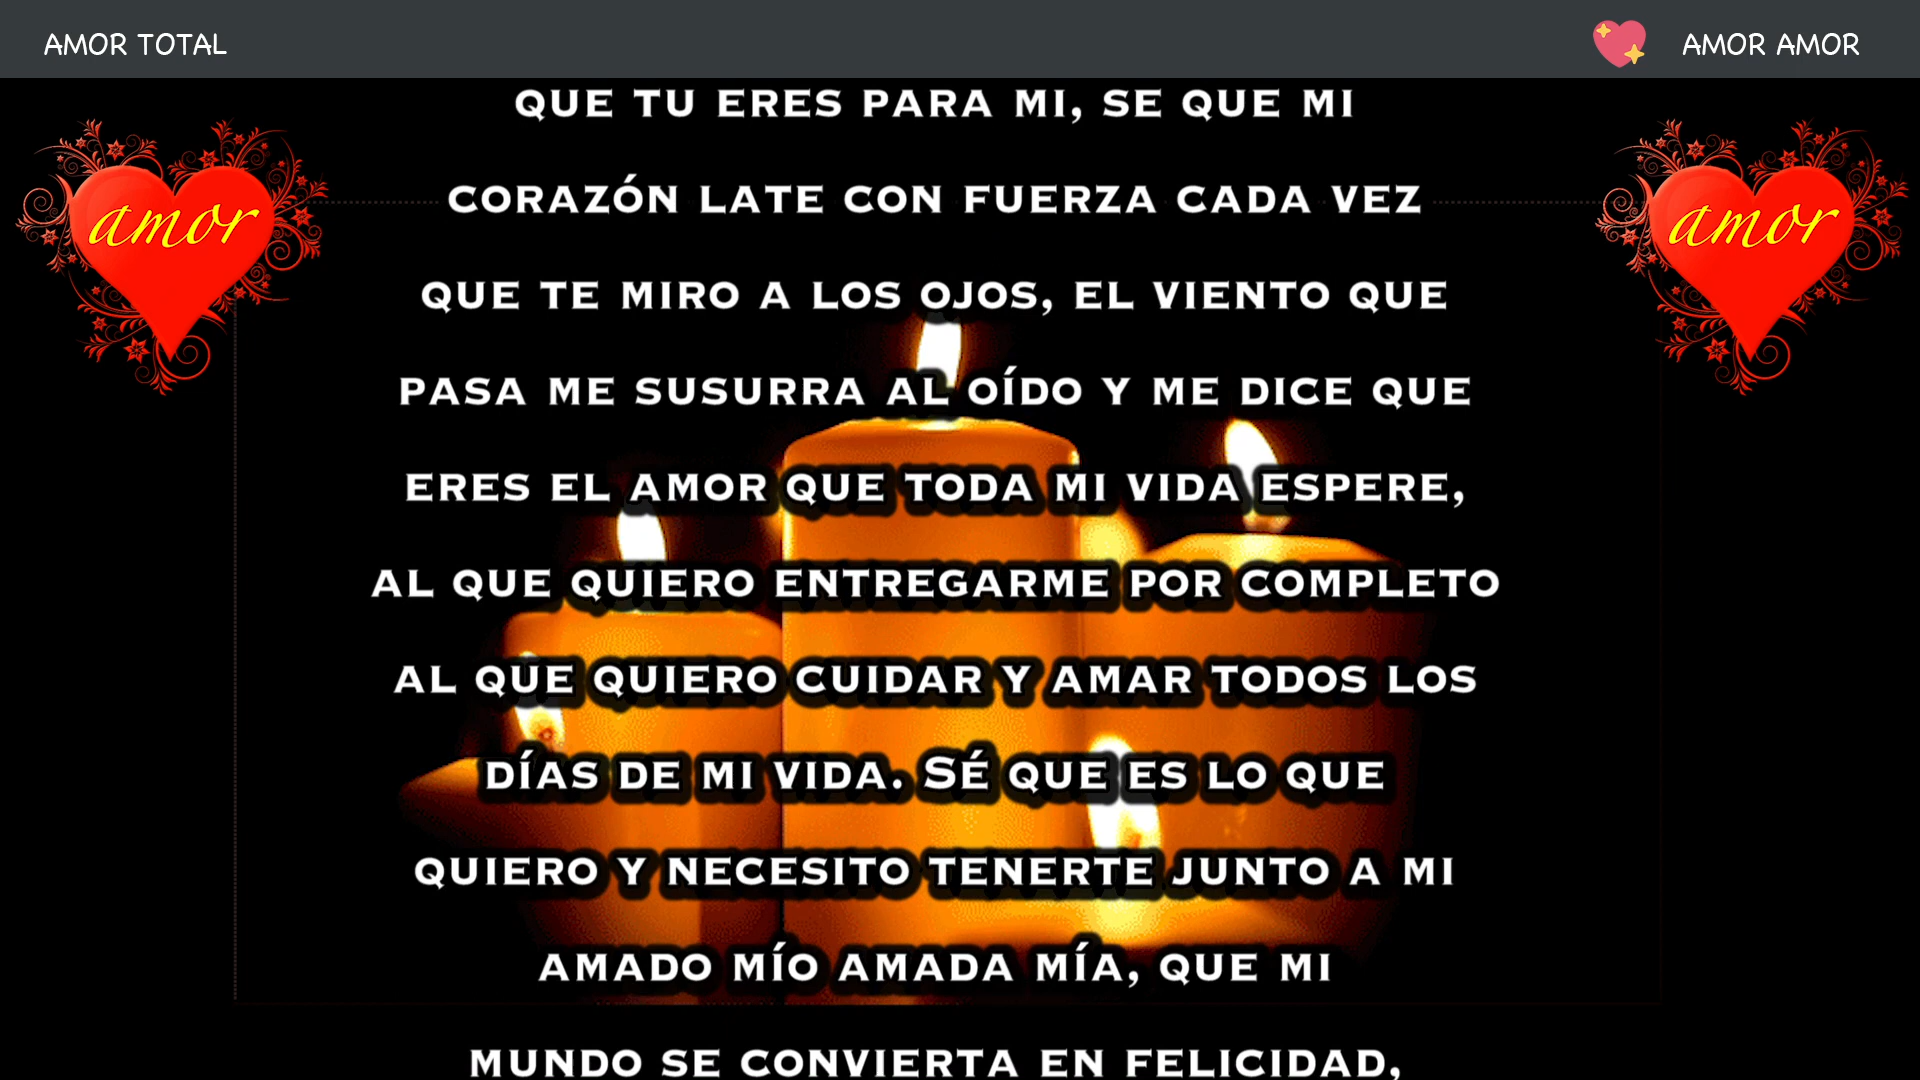 AMOR TOTAL
AMOR AMOR
QUE TU ERES PARA MI, SE QUE MI
amor
amor
CORAZÓN LATE CON FUERZA CADA VEZ
QUE TE MIRO A LOS OJOS, EL VIENTO QUE
PASA ME SUSURRA AL OÍDO Y ME DICE QUE
ERES EL AMOR QUE TODA MI VIDA ESPERE,
AL QUE QUIERO ENTREGARME POR COMPLETO
AL QUE QUIERO CUIDAR Y AMAR TODOS LOS
DÍAS DE MI VIDA. SÉ QUE ES LO QUE
QUIERO Y NECESITO TENERTE JUNTO A MI
AMADO MÍO AMADA MÍA, QUE MI
MUNDO SE CONVIERTA EN FELICIDAD,